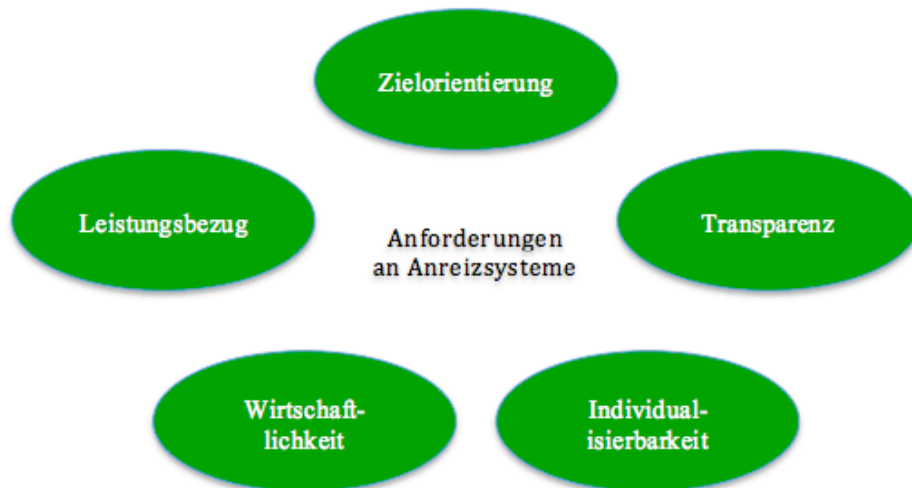 Zielorientierung
Leistungsbezug
Transparenz
Anforderungen
an Anreizsysteme
Wirtschaft-
lichkeit
Individual-
isierbarkeit